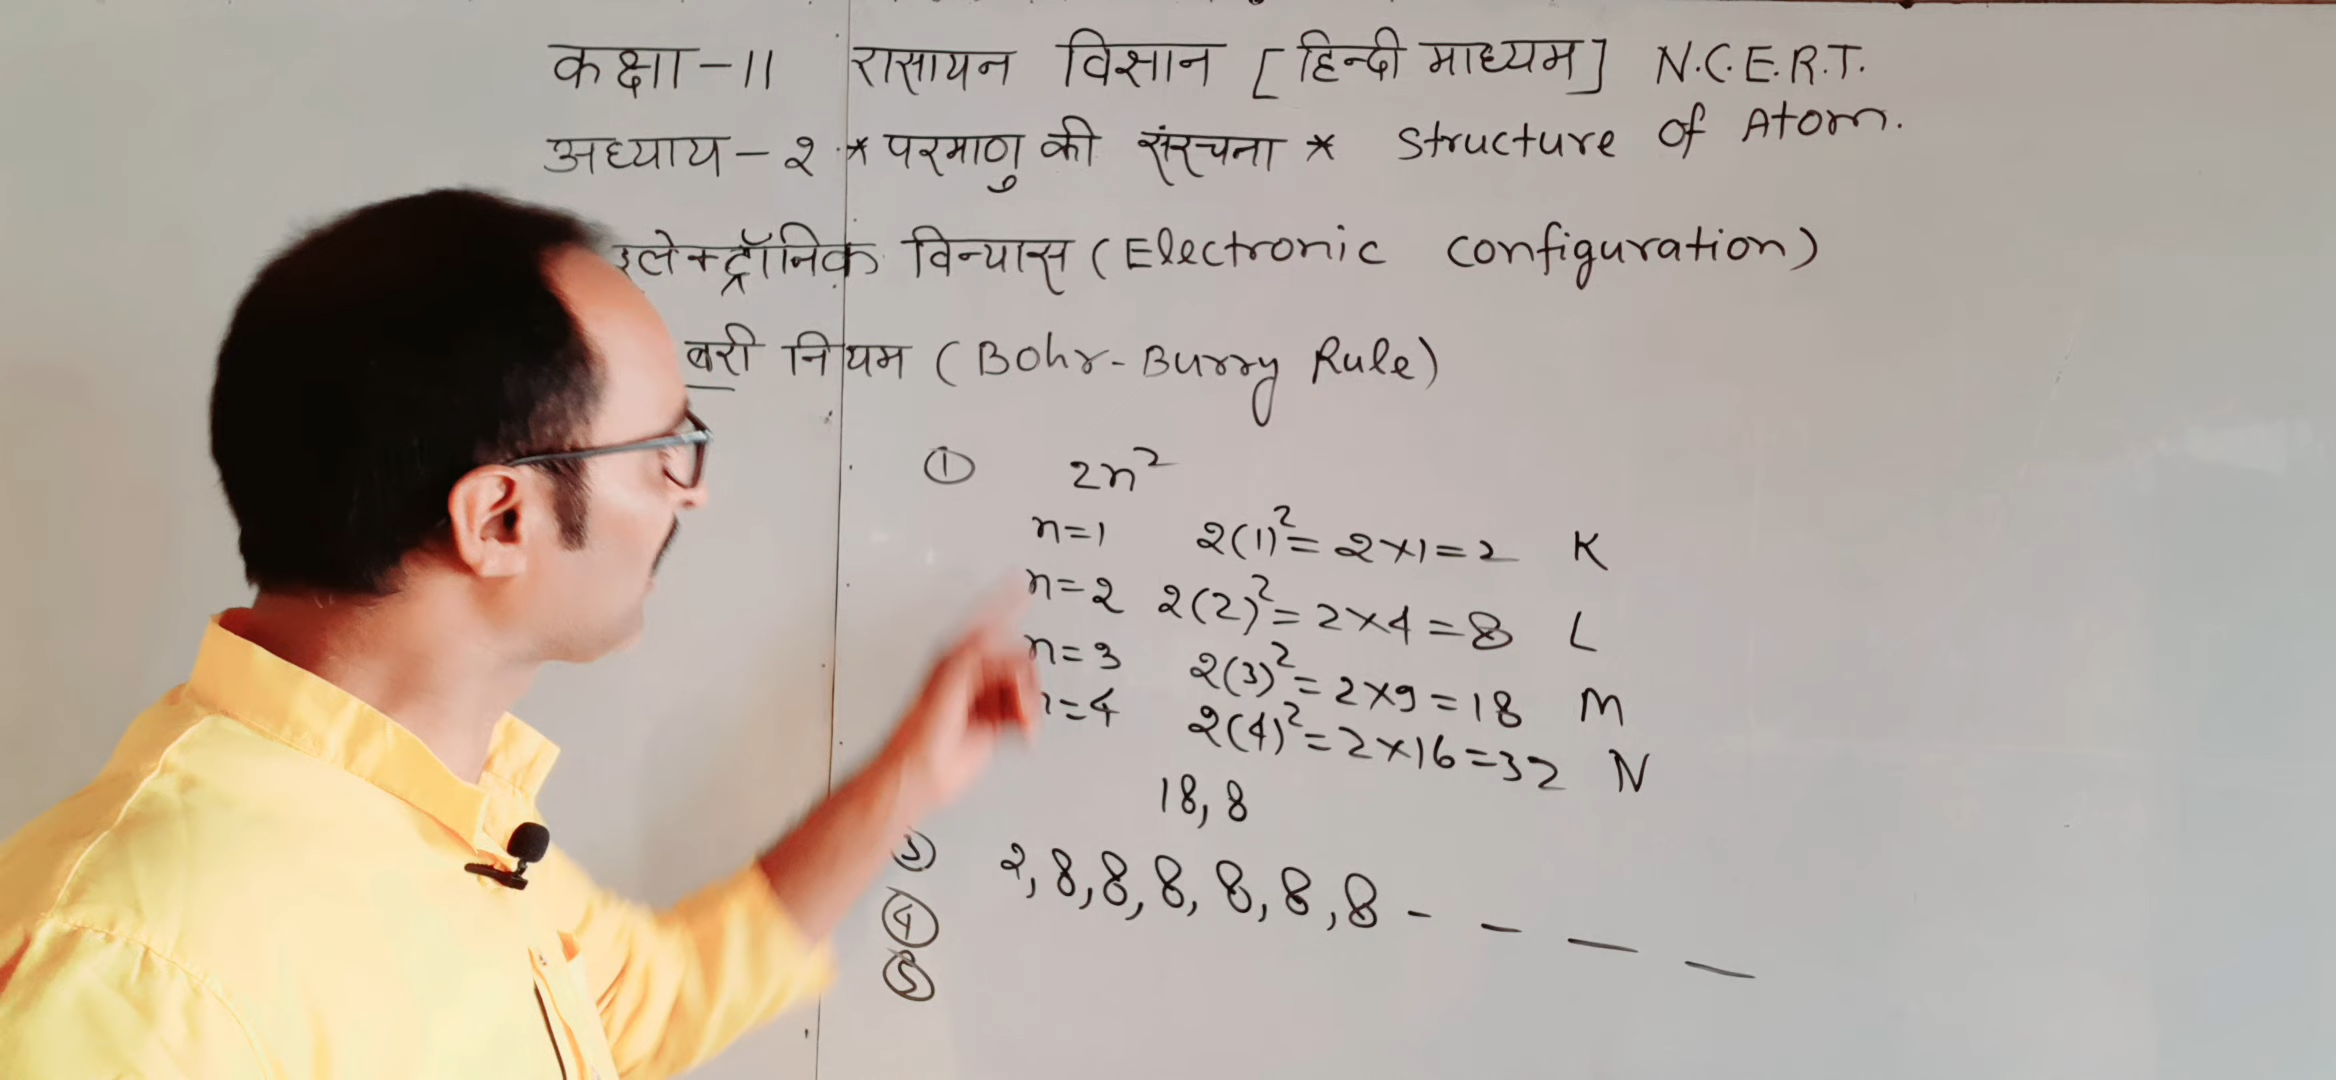 कक्षा-11 रासायन विज्ञान [हिन्दी माध्यम] N.C.E.R.T.
अध्याय-२ * परमाणु की संरचना * Structure of Atom.
इलेक्ट्रॉनिक विन्यास (Electronic Configuration)
बरी नियम (Bohr-Burry Rule)
① 2n²
n=1 2(1)²=2×1=2 K
n=2 2(2)²=2×4=8 L
n=3 2(3)²=2×9=18 M
n=4 2(4)²=2×16=32 N
18,8
③ 2,8,8,8,8,8,8 - - - -
④
⑤